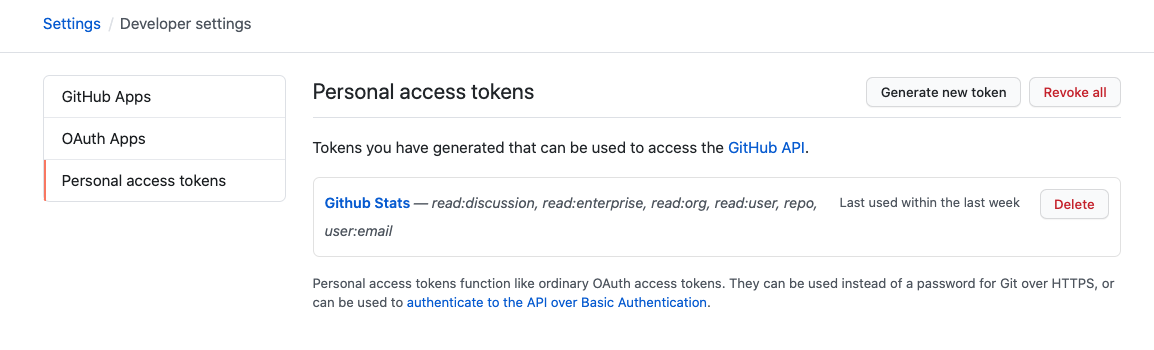 Settings / Developer settings
GitHub Apps
OAuth Apps
Personal access tokens
Personal access tokens
Generate new token
Revoke all
Tokens you have generated that can be used to access the GitHub API.
Github Stats — read:discussion, read:enterprise, read:org, read:user, repo,
user:email
Last used within the last week
Delete
Personal access tokens function like ordinary OAuth access tokens. They can be used instead of a password for Git over HTTPS, or
can be used to authenticate to the API over Basic Authentication.